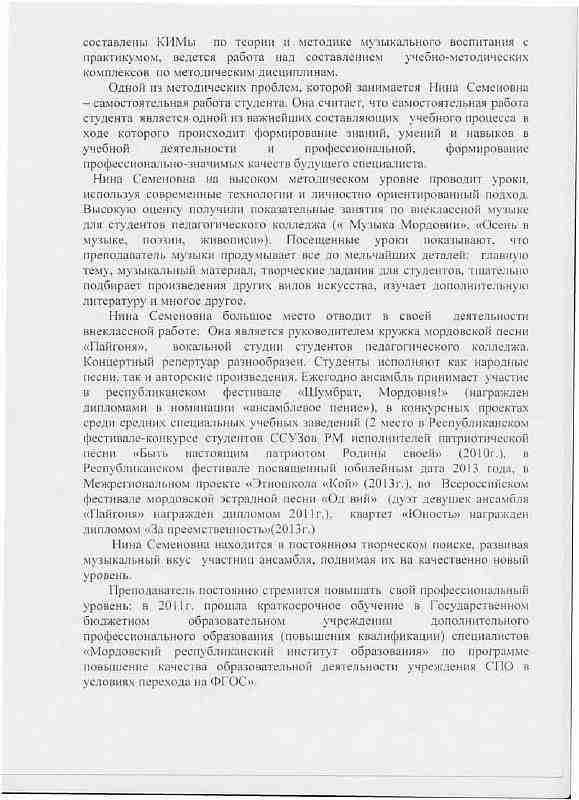 составлены КИМы по теории и методике музыкального воспитания с
практикумом, ведется работа над составлением учебно-методических
комплексов по методическим дисциплинам.
Одной из методических проблем, которой занимается Нина Семеновна
– самостоятельная работа студента. Она считает, что самостоятельная работа
студента является одной из важнейших составляющих учебного процесса в
ходе которого происходит формирование знаний, умений и навыков в
учебной деятельности и профессиональной, формирование
профессионально-значимых качеств будущего специалиста.
Нина Семеновна на высоком методическом уровне проводит уроки,
используя современные технологии и личностно ориентированный подход.
Высокую оценку получили показательные занятия по внеклассной музыке
для студентов педагогического колледжа (« Музыка Мордовии», «Осень в
музыке, поэзии, живописи»). Посещенные уроки показывают, что
преподаватель музыки продумывает все до мельчайших деталей: главную
тему, музыкальный материал, творческие задания для студентов, тщательно
подбирает произведения других видов искусства, изучает дополнительную
литературу и многое другое.
Нина Семеновна большое место отводит в своей деятельности
внеклассной работе. Она является руководителем кружка мордовской песни
«Пайгоня», вокальной студии студентов педагогического колледжа.
Концертный репертуар разнообразен. Студенты исполняют как народные
песни, так и авторские произведения. Ежегодно ансамбль принимает участие
в республиканском фестивале «Шумбрат, Мордовия!» (награжден
дипломами в номинации «ансамблевое пение»), в конкурсных проектах
среди средних специальных учебных заведений (2 место в Республиканском
фестивале-конкурсе студентов ССУЗов РМ исполнителей патриотической
песни «Быть настоящим патриотом Родины своей» (2010г.), в
Республиканском фестивале посвященный юбилейным дата 2013 года, в
Межрегиональном проекте «Этношкола «Кой» (2013г.), во Всероссийском
фестивале мордовской эстрадной песни «Од вий» (дуэт девушек ансамбля
«Пайгоня» награжден дипломом 2011г.), квартет «Юность» награжден
дипломом «За преемственность»(2013г.)
Нина Семеновна находится в постоянном творческом поиске, развивая
музыкальный вкус участниц ансамбля, поднимая их на качественно новый
уровень.
Преподаватель постоянно стремится повышать свой профессиональный
уровень: в 2011г. прошла краткосрочное обучение в Государственном
бюджетном образовательном учреждении дополнительного
профессионального образования (повышения квалификации) специалистов
«Мордовский республиканский институт образования» по программе
повышение качества образовательной деятельности учреждения СПО в
условиях перехода на ФГОС».